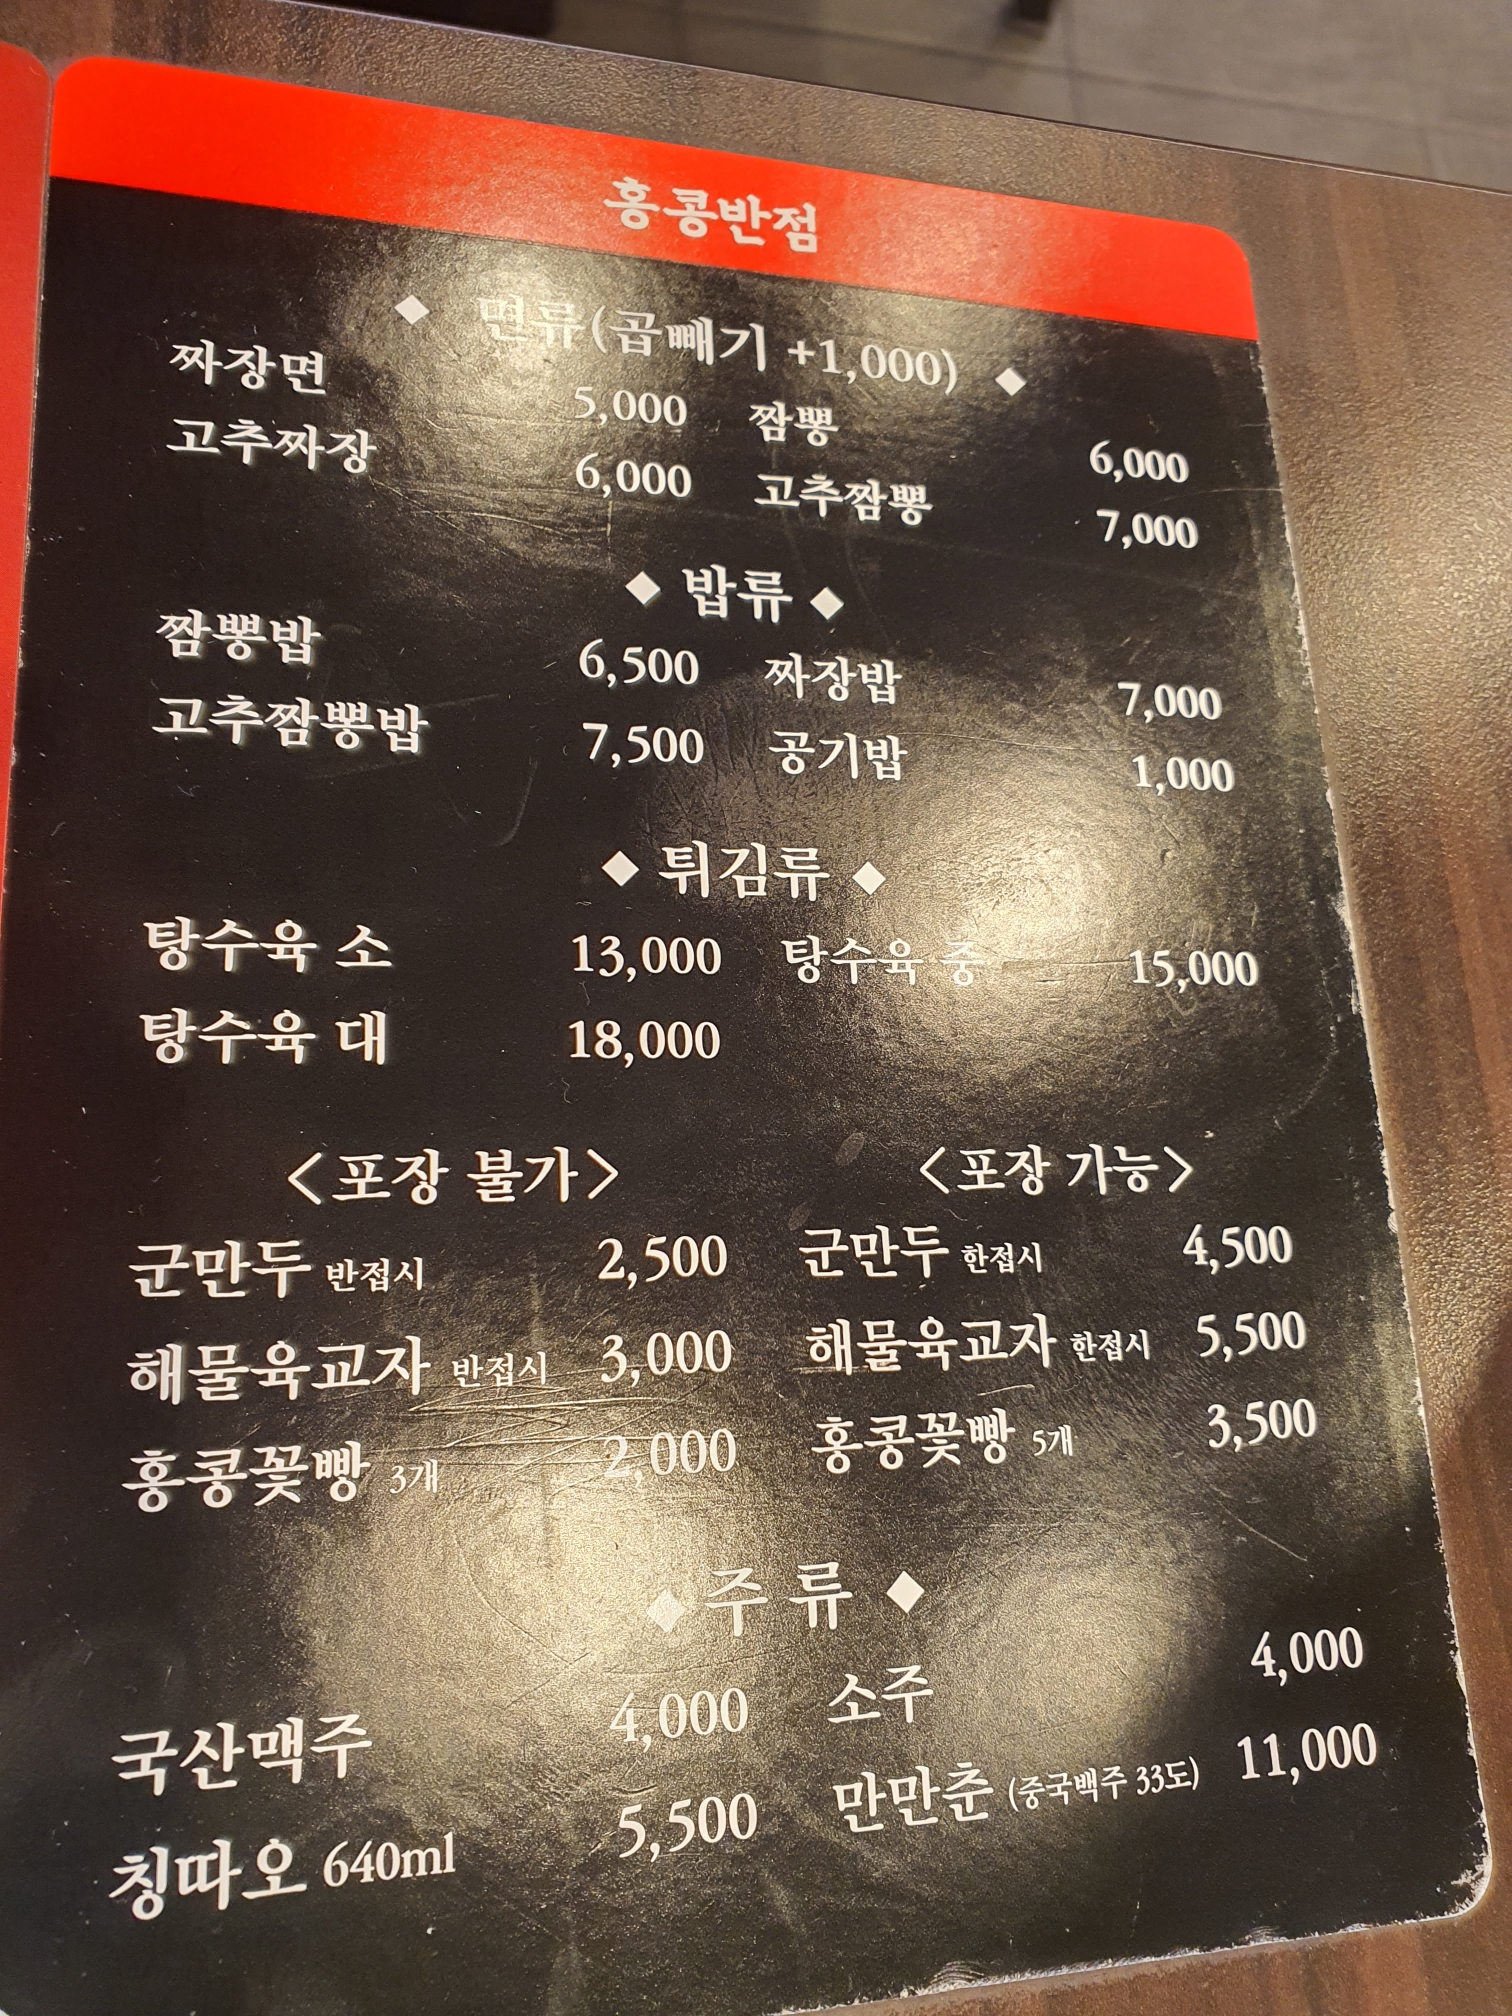 홍콩반점
◆ 면류(곱빼기 +1,000) ◆
짜장면 5,000 짬뽕 6,000
고추짜장 6,000 고추짬뽕 7,000
◆ 밥류 ◆
짬뽕밥 6,500 짜장밥 7,000
고추짬뽕밥 7,500 공기밥 1,000
◆ 튀김류 ◆
탕수육 소 13,000 탕수육 중 15,000
탕수육 대 18,000
<포장 불가> <포장 가능>
군만두 반접시 2,500 군만두 한접시 4,500
해물육교자 반접시 3,000 해물육교자 한접시 5,500
홍콩꽃빵 3개 2,000 홍콩꽃빵 5개 3,500
◆ 주 류 ◆
국산맥주 4,000 소주 4,000
칭따오 640ml 5,500 만만춘 (중국백주 33도) 11,000